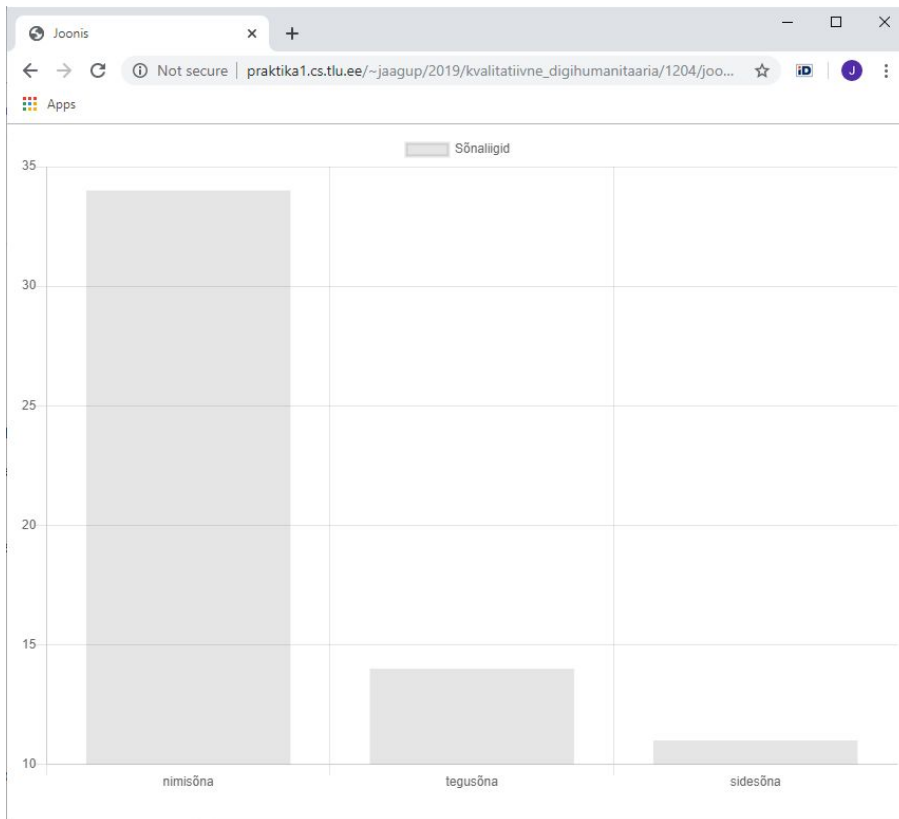 Joonis
Not secure | praktika1.cs.tlu.ee/~jaagup/2019/kvalitatiivne_digihumanitaaria/1204/joo...
iD
J
Apps
Sõnaliigid
35
30
25
20
15
10
nimisõna tegusõna sidesõna